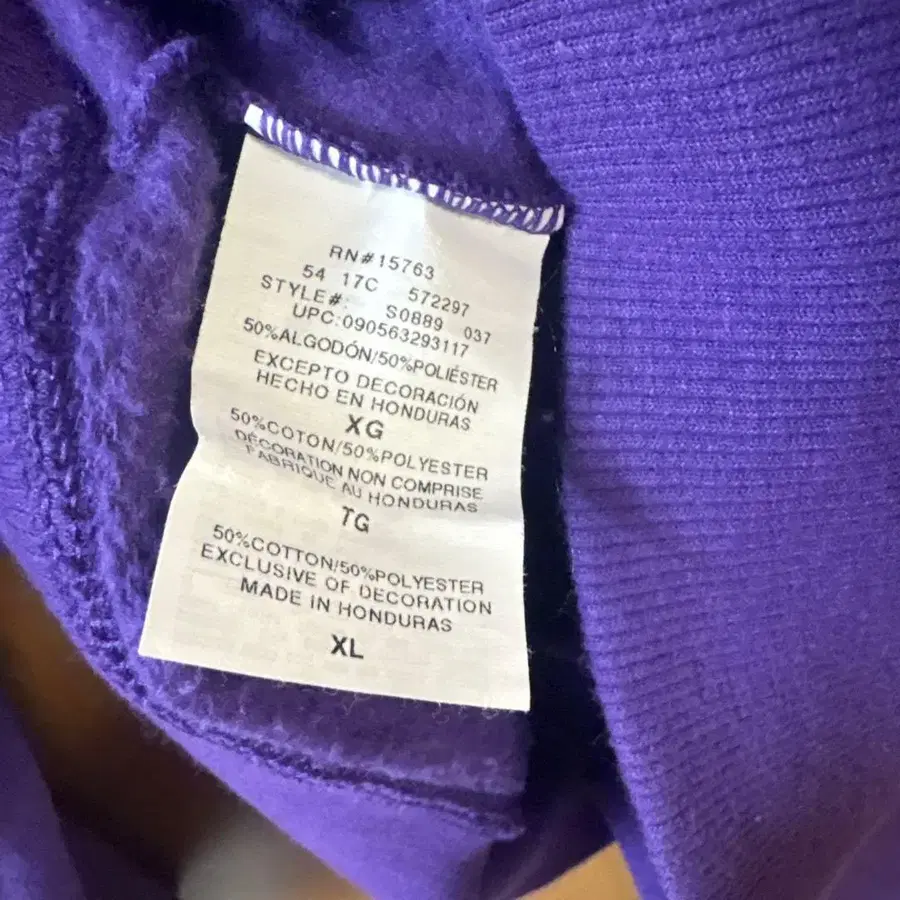 RN#15763
54 17C 572297
STYLE#: S0889 037
UPC:090563293117
50%ALGODÓN/50%POLIÉSTER
EXCEPTO DECORACIÓN
HECHO EN HONDURAS
XG
50%COTON/50%POLYESTER
DÉCORATION NON COMPRISE
FABRIQUE AU HONDURAS
TG
50%COTTON/50%POLYESTER
EXCLUSIVE OF DECORATION
MADE IN HONDURAS
XL